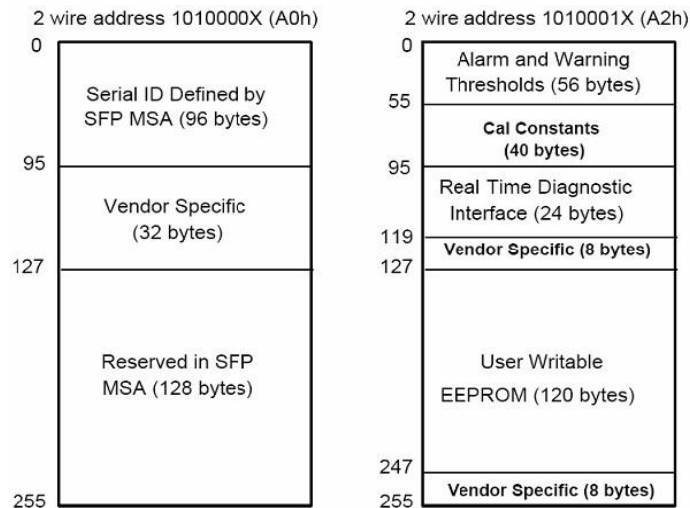 2 wire address 1010000X (A0h)
0
Serial ID Defined by
SFP MSA (96 bytes)
95
Vendor Specific
(32 bytes)
127
Reserved in SFP
MSA (128 bytes)
255
2 wire address 1010001X (A2h)
0
Alarm and Warning
Thresholds (56 bytes)
55
Cal Constants
(40 bytes)
95
Real Time Diagnostic
Interface (24 bytes)
119
Vendor Specific (8 bytes)
127
User Writable
EEPROM (120 bytes)
247
Vendor Specific (8 bytes)
255